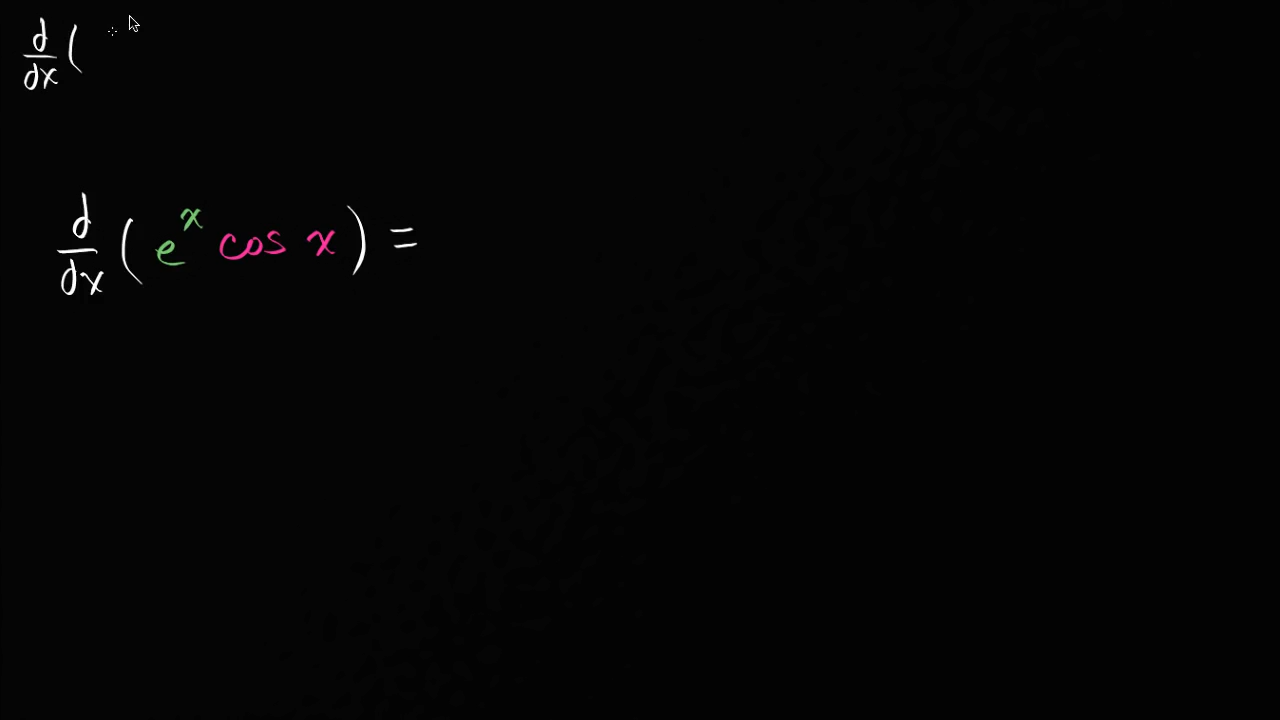 d/dx (
d/dx ( e^x cos x ) =